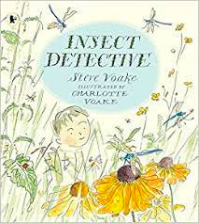 INSECT
DETECTIVE
Steve Voake
ILLUSTRATED BY
CHARLOTTE
VOAKE